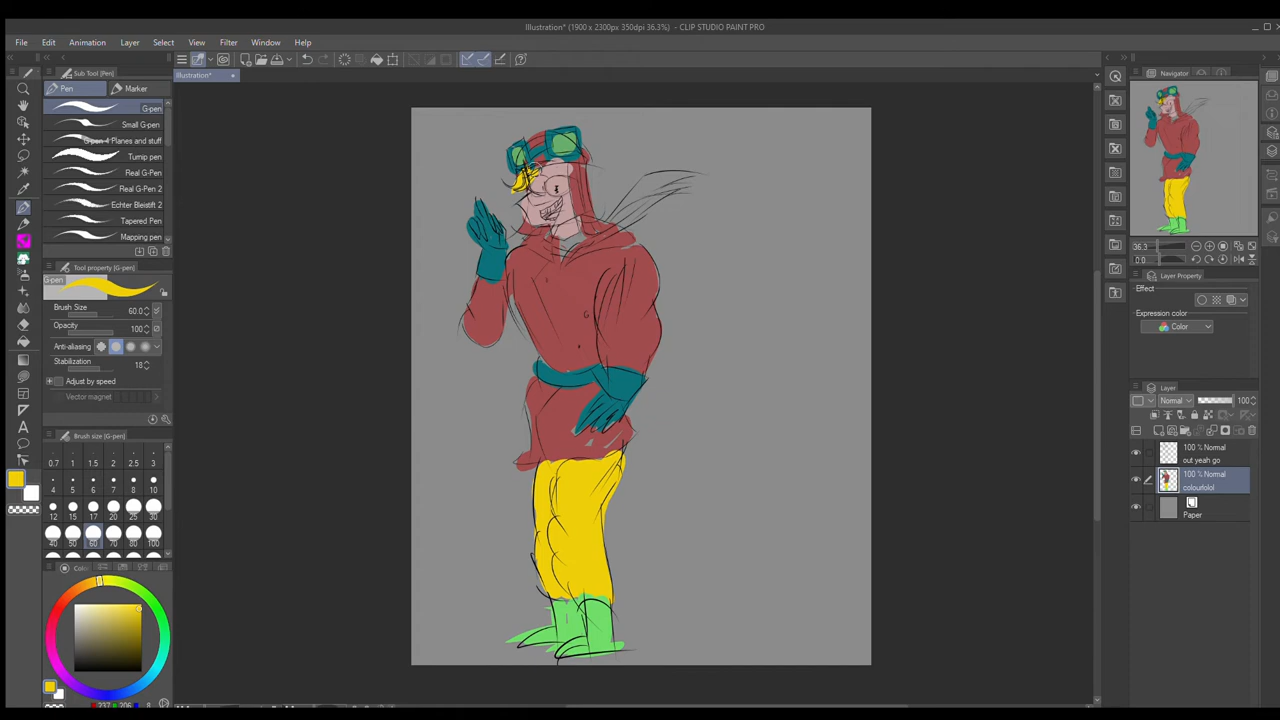 Illustration* (1900 x 2300px 350dpi 36.3%) - CLIP STUDIO PAINT PRO
File Edit Animation Layer Select View Filter Window Help
Sub Tool [Pen]
Illustration*
Navigator
Pen Marker
G-pen
Small G-pen
G-pen 4 Planes and stuff
Turnip pen
Real G-Pen
Real G-Pen 2
Echter Bleistift 2
Tapered Pen
Mapping pen
Tool property [G-pen]
G-pen
Brush Size 60.0
Opacity 100
Anti-aliasing
Stabilization 18
Adjust by speed
Vector magnet
Brush size [G-pen]
0.7 1 1.5 2 2.5 3
4 5 6 7 8 10
12 15 17 20 25 30
40 50 60 70 80 100
Colo
237 207 8
36.3
0.0
Layer Property
Effect
Expression color
Color
Layer
Normal 100
100 % Normal
out yeah go
100 % Normal
Paper